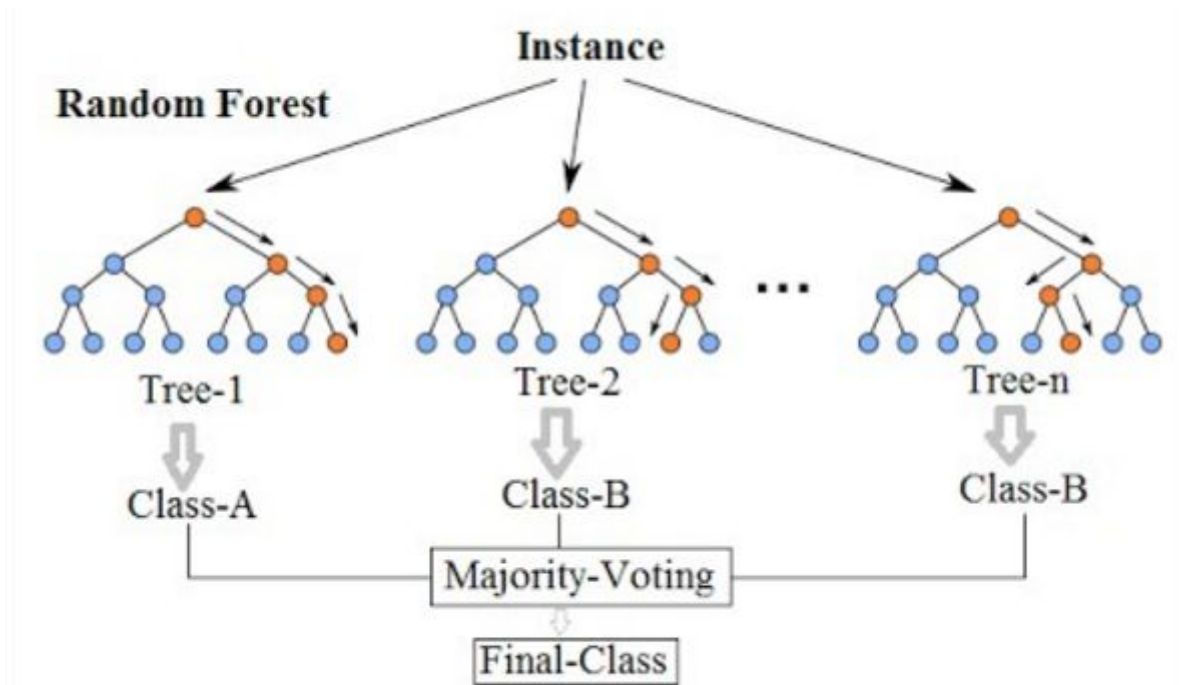 Instance
Random Forest
...
Tree-1
Tree-2
Tree-n
Class-A
Class-B
Class-B
Majority-Voting
Final-Class